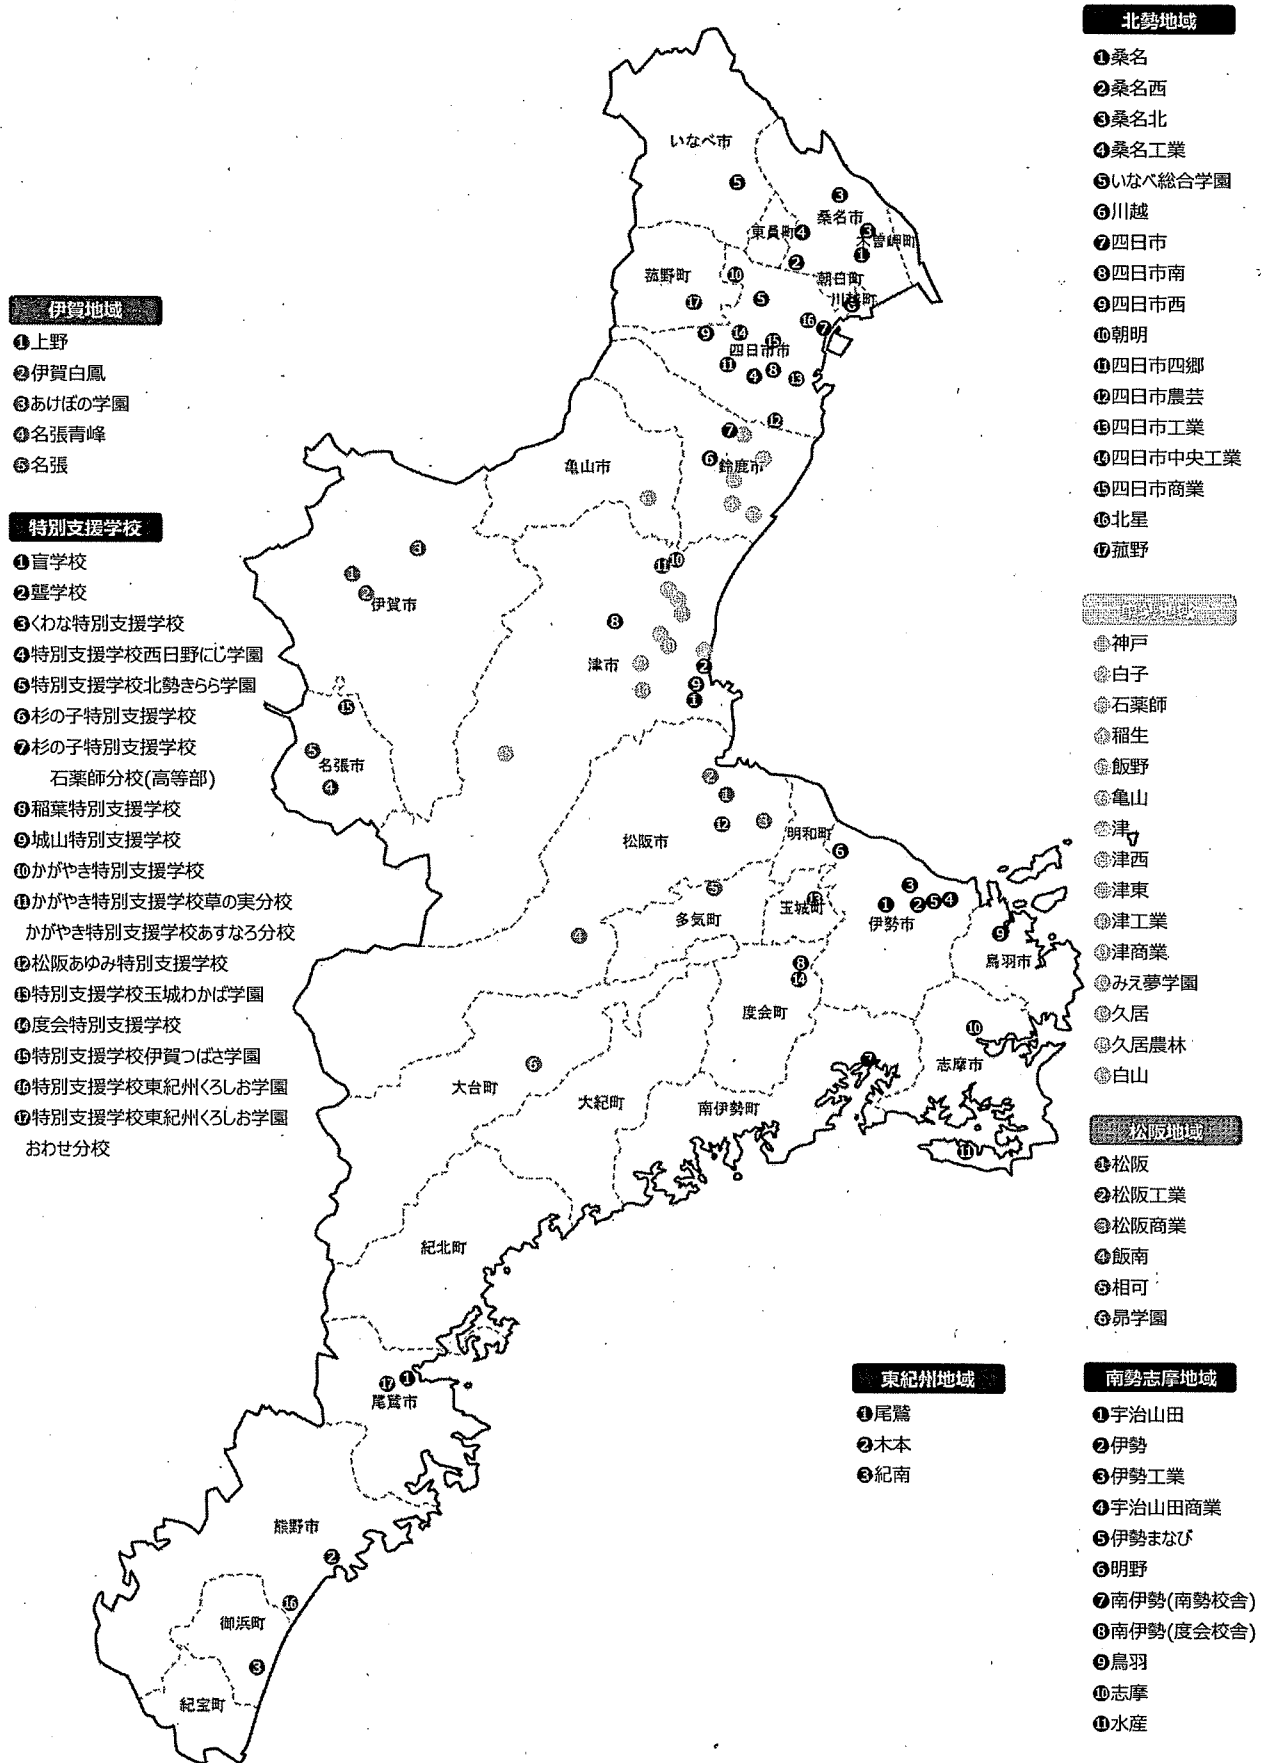 北勢地域
❶桑名
❷桑名西
❸桑名北
❹桑名工業
❺いなべ総合学園
❻川越
❼四日市
❽四日市南
❾四日市西
❿朝明
⓫四日市四郷
⓬四日市農芸
⓭四日市工業
⓮四日市中央工業
⓯四日市商業
⓰北星
⓱菰野
神戸
白子
石薬師
稲生
飯野
亀山
津
津西
津東
津工業
津商業
みえ夢学園
久居
久居農林
白山
松阪地域
❶松阪
❷松阪工業
❸松阪商業
❹飯南
❺相可
❻昴学園
南勢志摩地域
❶宇治山田
❷伊勢
❸伊勢工業
❹宇治山田商業
❺伊勢まなび
❻明野
❼南伊勢(南勢校舎)
❽南伊勢(度会校舎)
❾鳥羽
❿志摩
⓫水産
東紀州地域
❶尾鷲
❷木本
❸紀南
伊賀地域
❶上野
❷伊賀白鳳
❸あけぼの学園
❹名張青峰
❺名張
特別支援学校
❶盲学校
❷聾学校
❸くわな特別支援学校
❹特別支援学校西日野にじ学園
❺特別支援学校北勢きらら学園
❻杉の子特別支援学校
❼杉の子特別支援学校
石薬師分校(高等部)
❽稲葉特別支援学校
❾城山特別支援学校
❿かがやき特別支援学校
⓫かがやき特別支援学校草の実分校
かがやき特別支援学校あすなろ分校
⓬松阪あゆみ特別支援学校
⓭特別支援学校玉城わかば学園
⓮度会特別支援学校
⓯特別支援学校伊賀つばさ学園
⓰特別支援学校東紀州くろしお学園
⓱特別支援学校東紀州くろしお学園
おわせ分校
いなべ市
桑名市
東員町
木曽岬町
菰野町
朝日町
川越町
四日市市
亀山市
鈴鹿市
伊賀市
津市
名張市
松阪市
明和町
多気町
玉城町
伊勢市
鳥羽市
度会町
志摩市
大台町
大紀町
南伊勢町
紀北町
尾鷲市
熊野市
御浜町
紀宝町